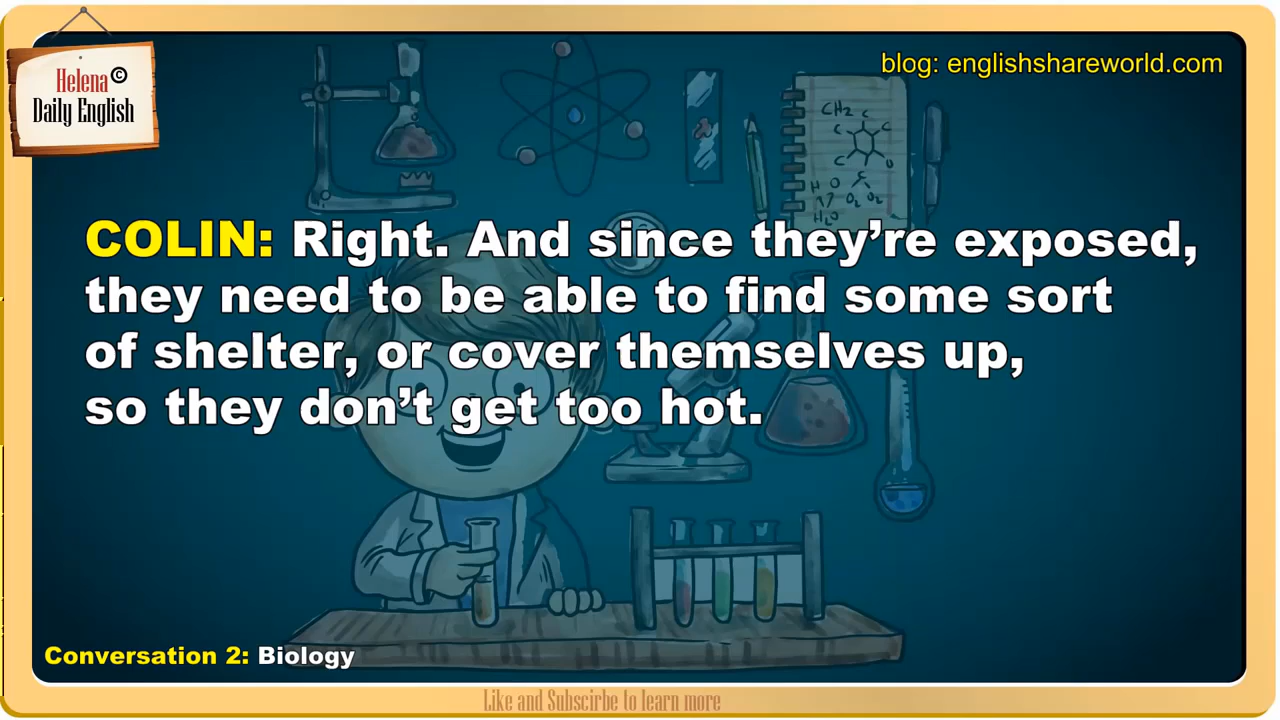 Helena©
Daily English
blog: englishshareworld.com
CH₂
COLIN: Right. And since they’re exposed,
they need to be able to find some sort
of shelter, or cover themselves up,
so they don’t get too hot.
Conversation 2: Biology
Like and Subscirbe to learn more